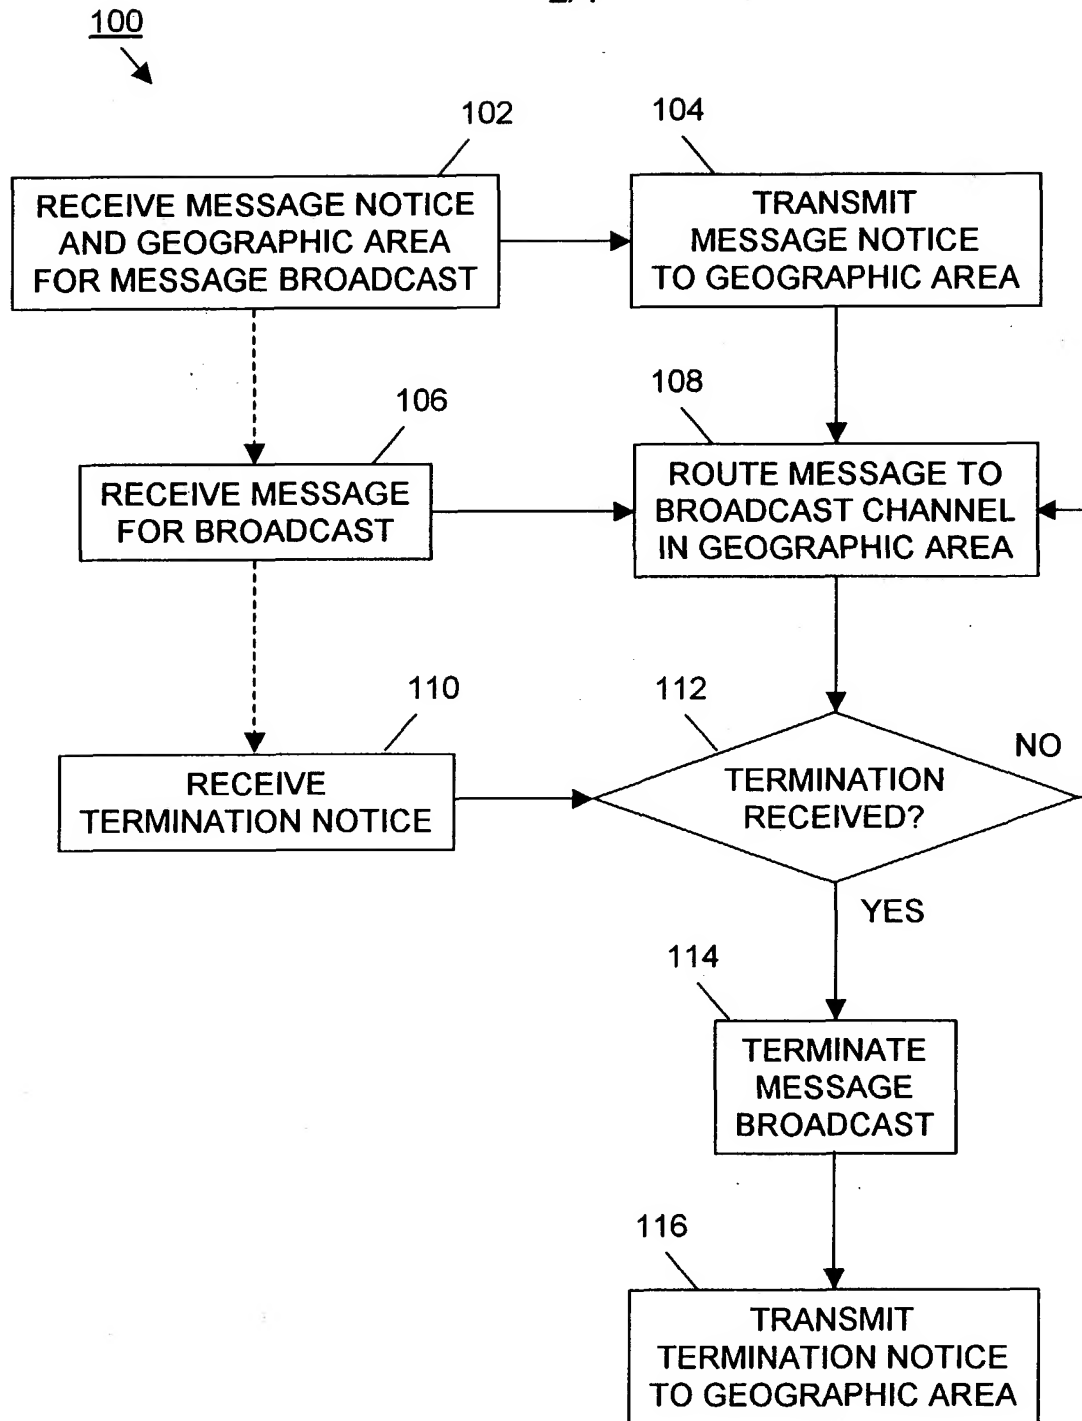 100
102
104
RECEIVE MESSAGE NOTICE
AND GEOGRAPHIC AREA
FOR MESSAGE BROADCAST
TRANSMIT
MESSAGE NOTICE
TO GEOGRAPHIC AREA
106
108
RECEIVE MESSAGE
FOR BROADCAST
ROUTE MESSAGE TO
BROADCAST CHANNEL
IN GEOGRAPHIC AREA
110
112
RECEIVE
TERMINATION NOTICE
TERMINATION
RECEIVED?
NO
YES
114
TERMINATE
MESSAGE
BROADCAST
116
TRANSMIT
TERMINATION NOTICE
TO GEOGRAPHIC AREA